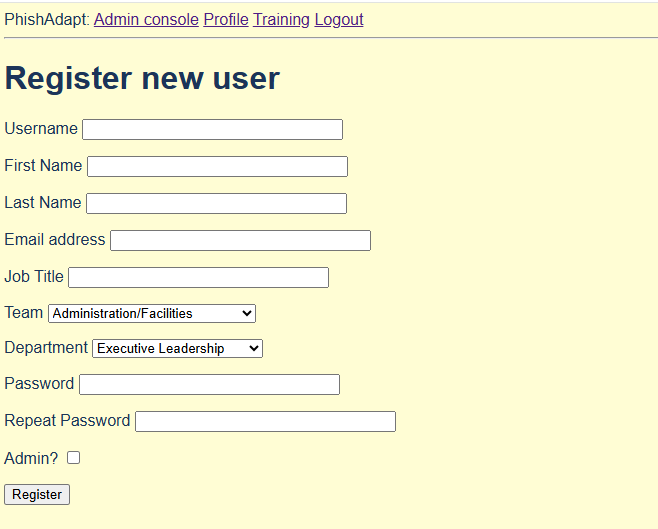 PhishAdapt: Admin console Profile Training Logout
Register new user
Username
First Name
Last Name
Email address
Job Title
Team Administration/Facilities
Department Executive Leadership
Password
Repeat Password
Admin?
Register